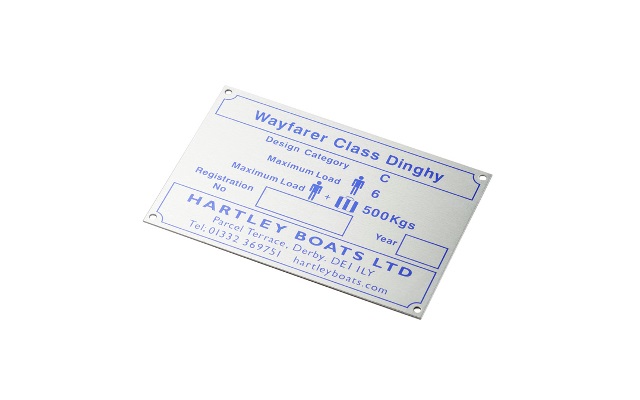 Wayfarer Class Dinghy
Design Category C
Maximum Load 6
Maximum Load + 500Kgs
Registration No
Year
HARTLEY BOATS LTD
Parcel Terrace, Derby. DE1 1LY
Tel. 01332 369751 hartleyboats.com